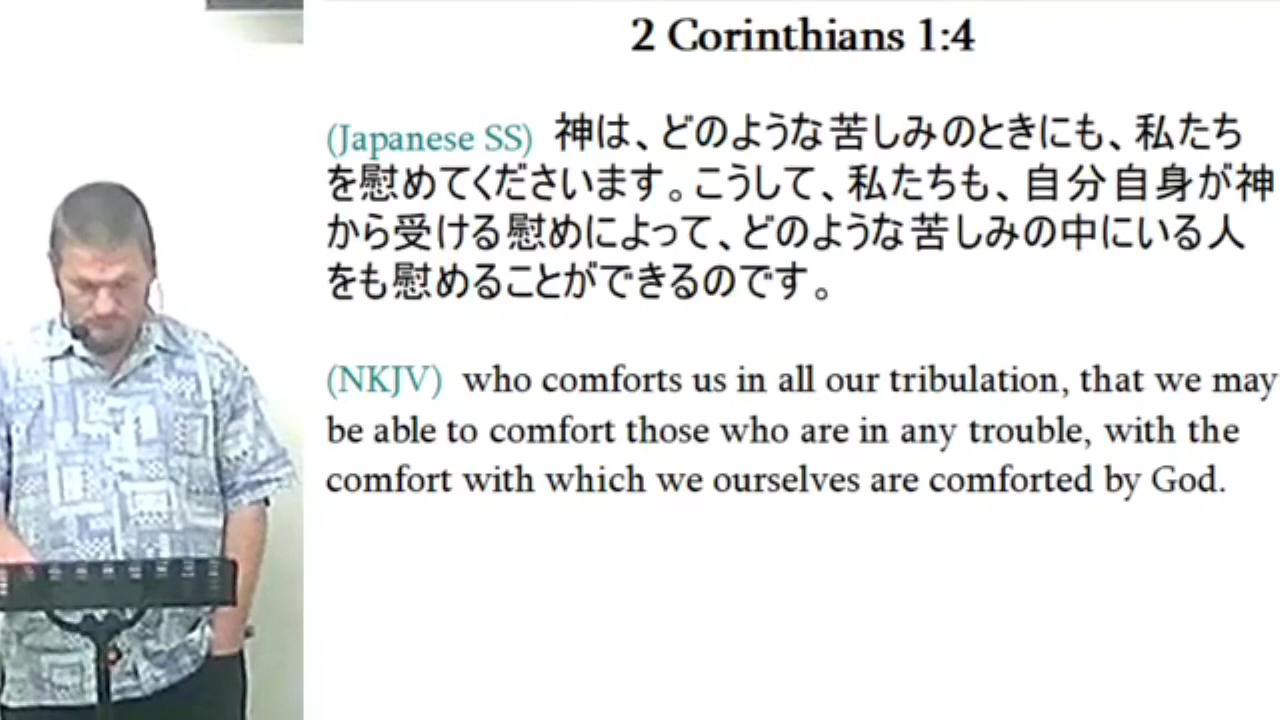 2 Corinthians 1:4
(Japanese SS) 神は、どのような苦しみのときにも、私たち
を慰めてくださいます。こうして、私たちも、自分自身が神
から受ける慰めによって、どのような苦しみの中にいる人
をも慰めることができるのです。
(NKJV) who comforts us in all our tribulation, that we may
be able to comfort those who are in any trouble, with the
comfort with which we ourselves are comforted by God.